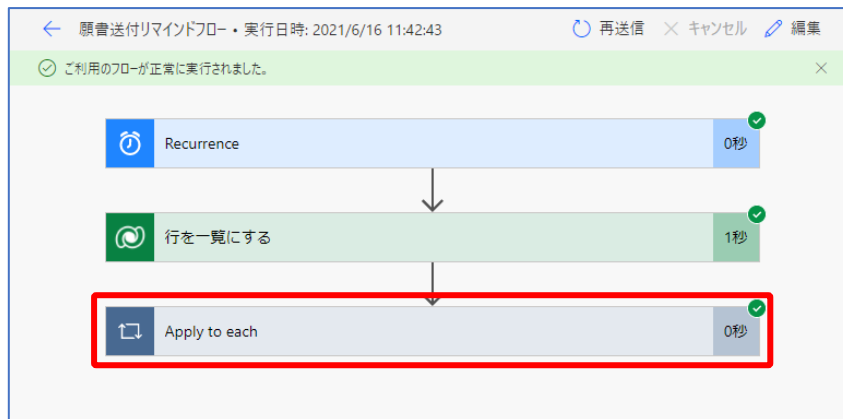 願書送付リマインドフロー • 実行日時: 2021/6/16 11:42:43
再送信
キャンセル
編集
ご利用のフローが正常に実行されました。
Recurrence
0秒
行を一覧にする
1秒
Apply to each
0秒